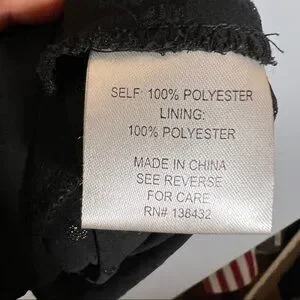 SELF: 100% POLYESTER
LINING:
100% POLYESTER
MADE IN CHINA
SEE REVERSE
FOR CARE
RN# 138432